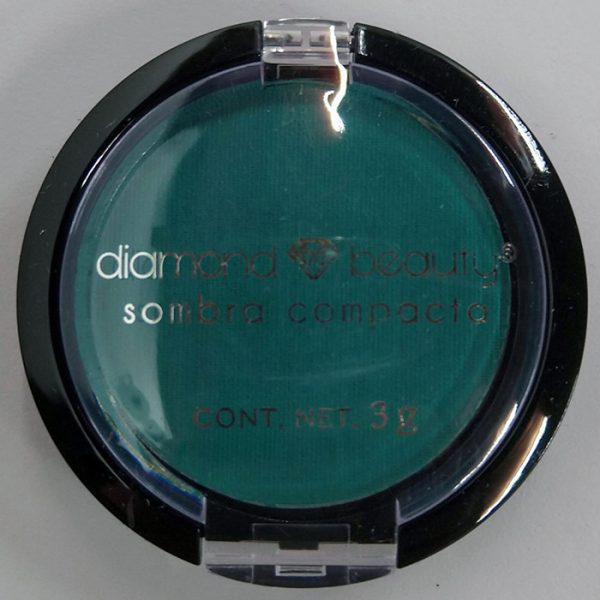 diamond beauty®
sombra compacta
CONT. NET. 3g